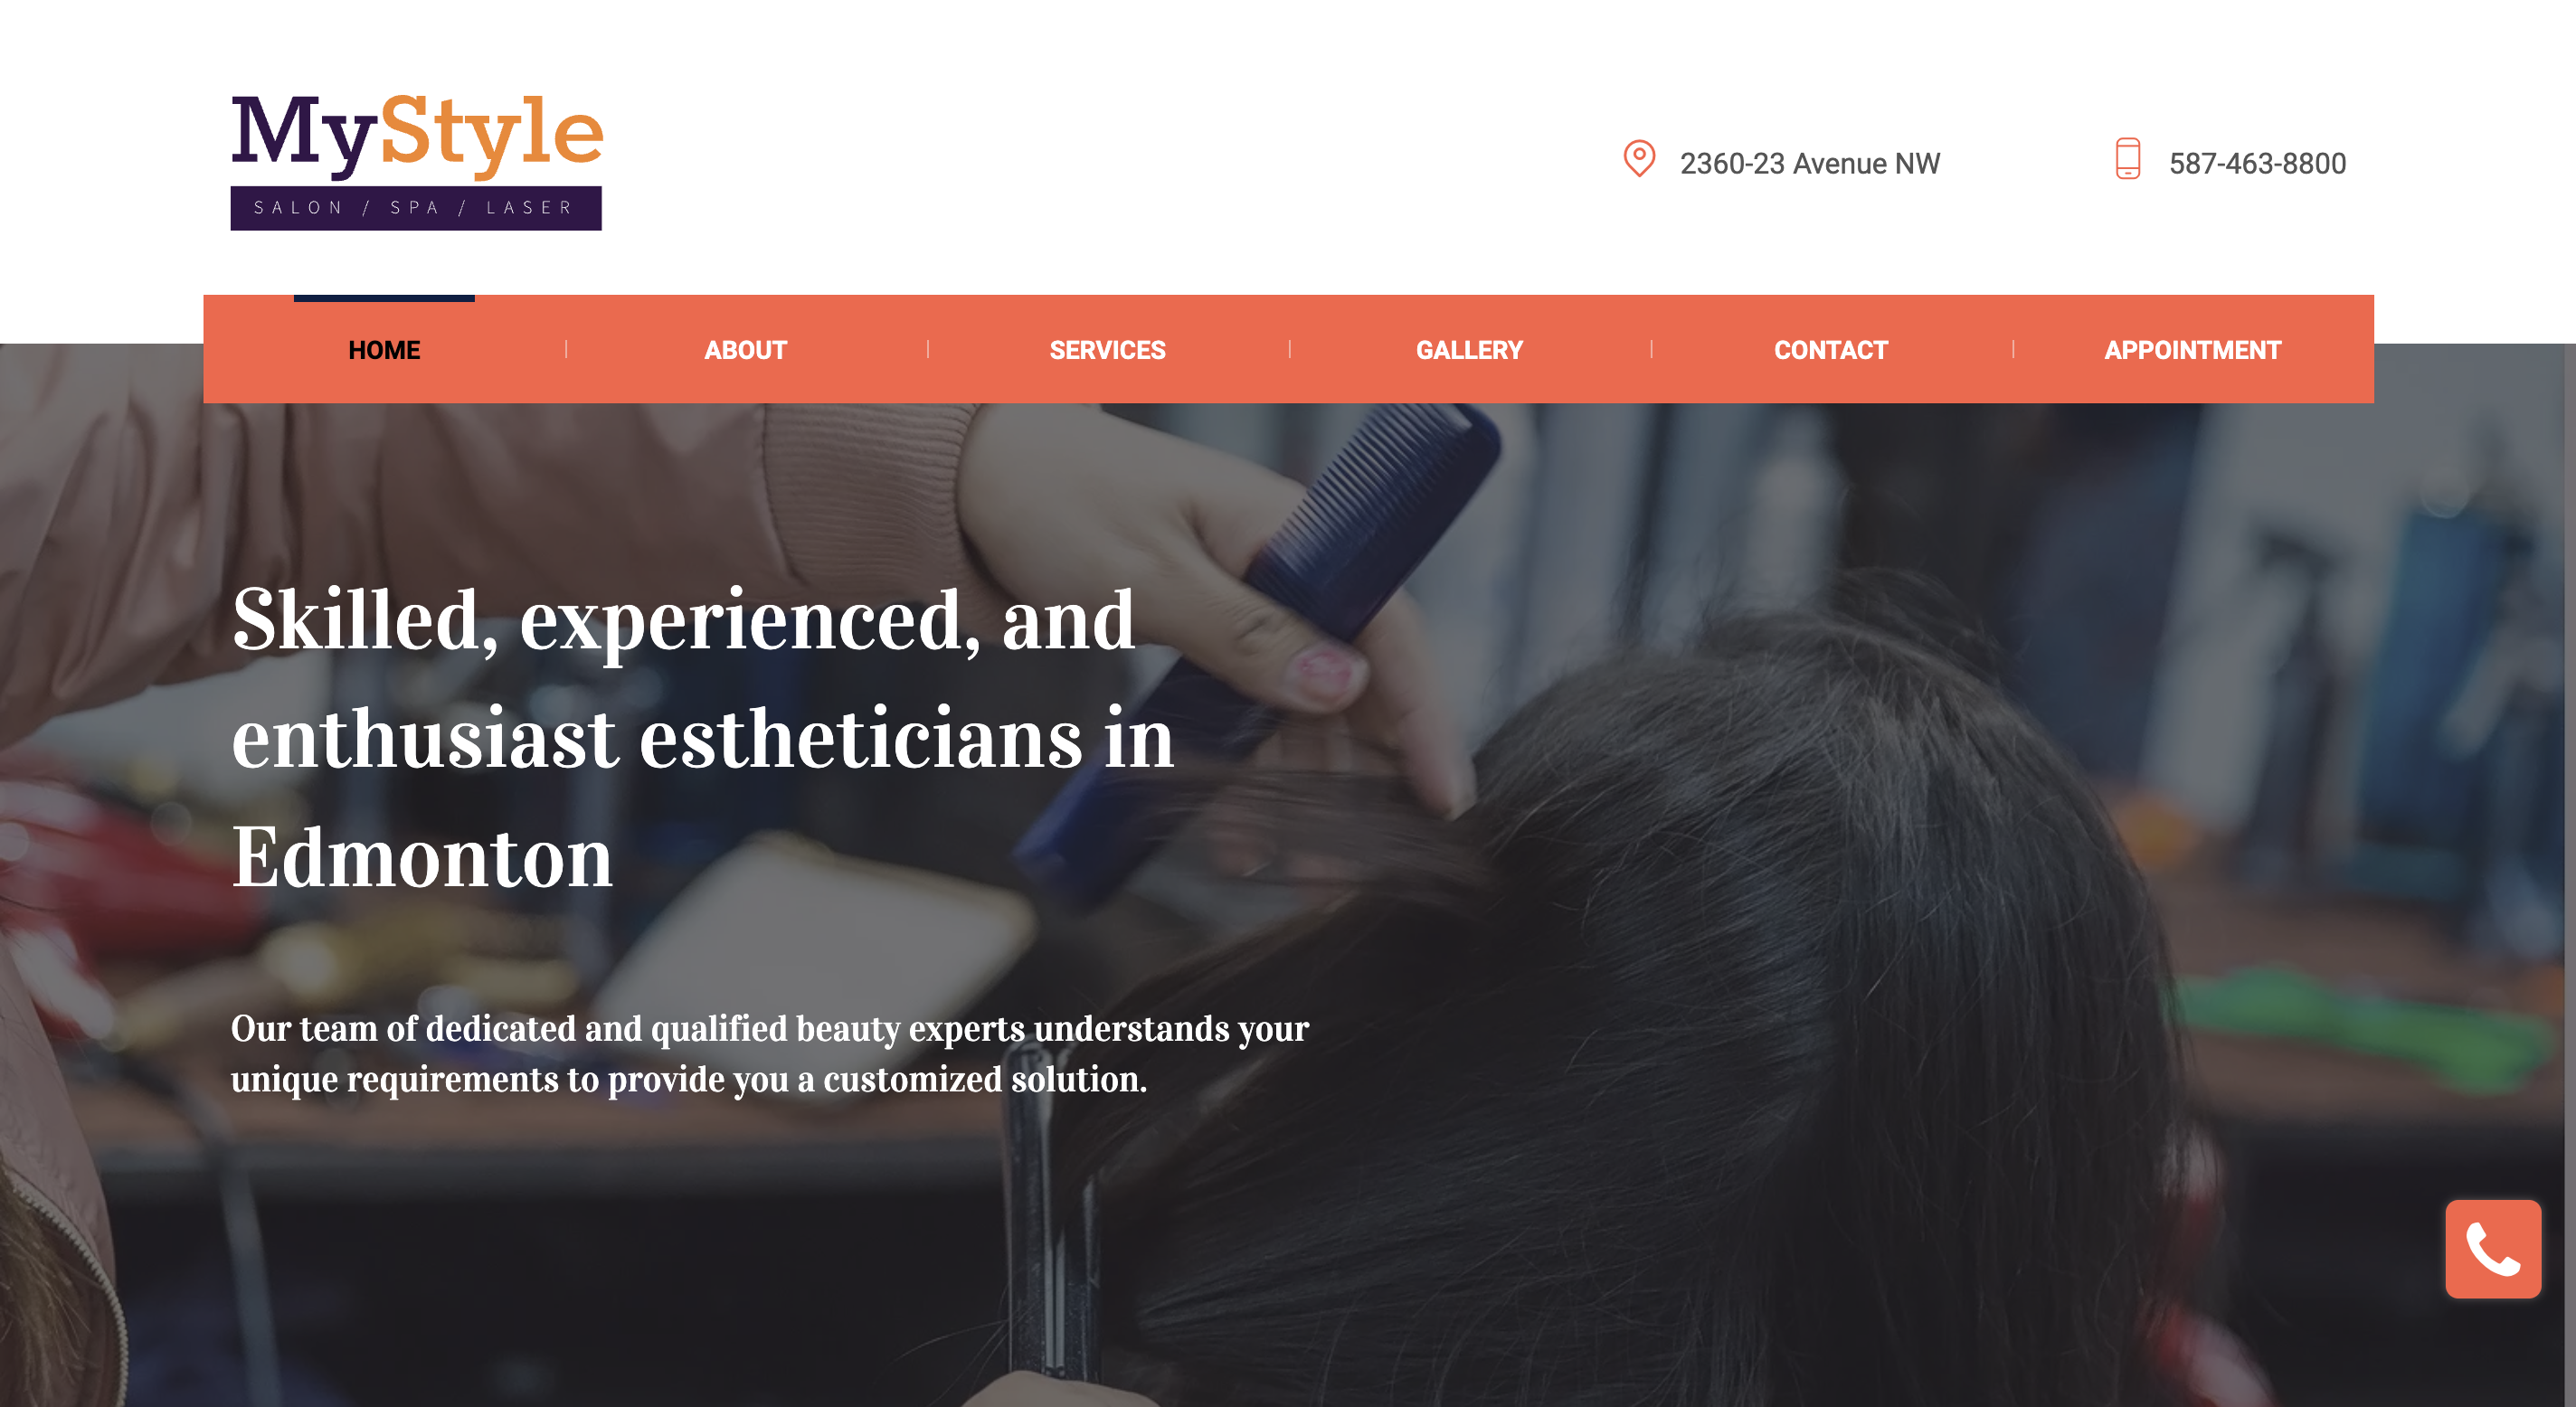 MyStyle
SALON / SPA / LASER
2360-23 Avenue NW
587-463-8800
HOME
ABOUT
SERVICES
GALLERY
CONTACT
APPOINTMENT
Skilled, experienced, and
enthusiast estheticians in
Edmonton
Our team of dedicated and qualified beauty experts understands your
unique requirements to provide you a customized solution.